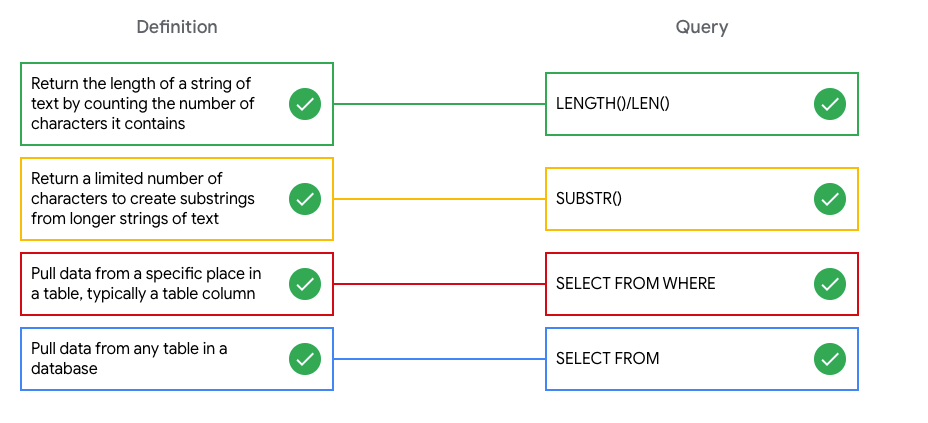 Definition
Query
Return the length of a string of
text by counting the number of
characters it contains
LENGTH()/LEN()
Return a limited number of
characters to create substrings
from longer strings of text
SUBSTR()
Pull data from a specific place in
a table, typically a table column
SELECT FROM WHERE
Pull data from any table in a
database
SELECT FROM